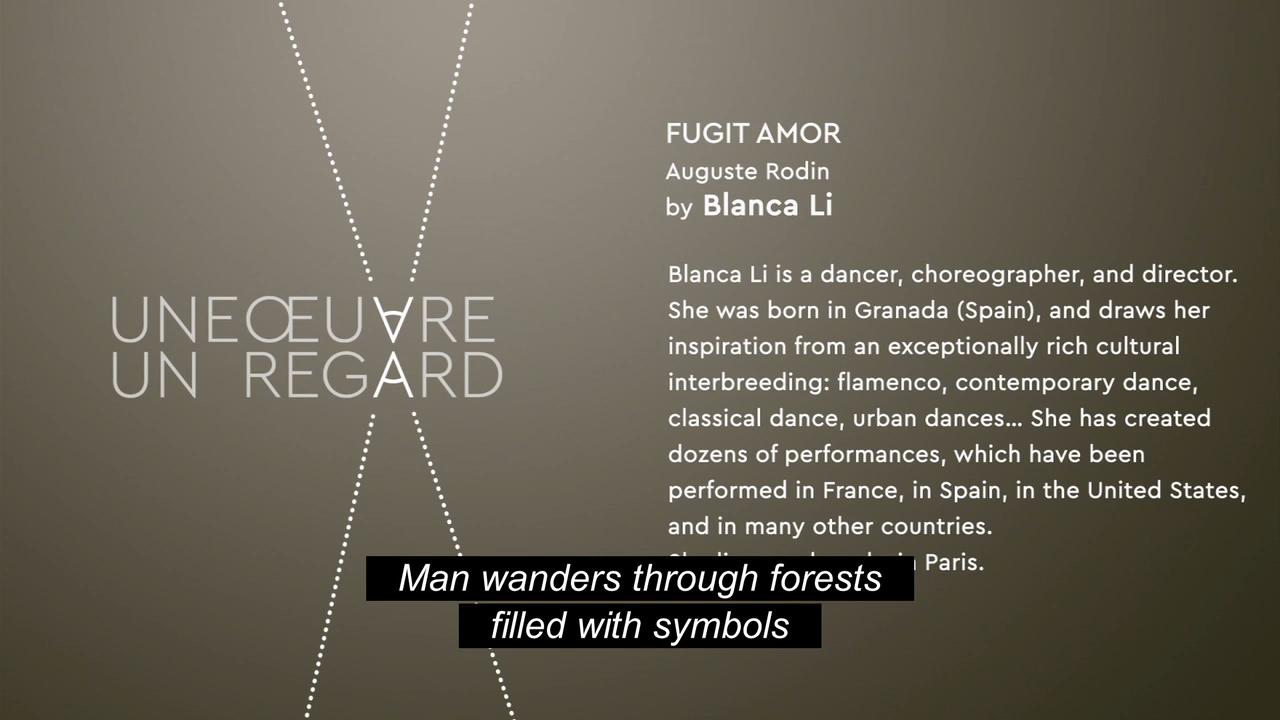 UNEŒUVRE
UN REGARD
FUGIT AMOR
Auguste Rodin
by Blanca Li
Blanca Li is a dancer, choreographer, and director.
She was born in Granada (Spain), and draws her
inspiration from an exceptionally rich cultural
interbreeding: flamenco, contemporary dance,
classical dance, urban dances... She has created
dozens of performances, which have been
performed in France, in Spain, in the United States,
and in many other countries.
Paris.
Man wanders through forests
filled with symbols